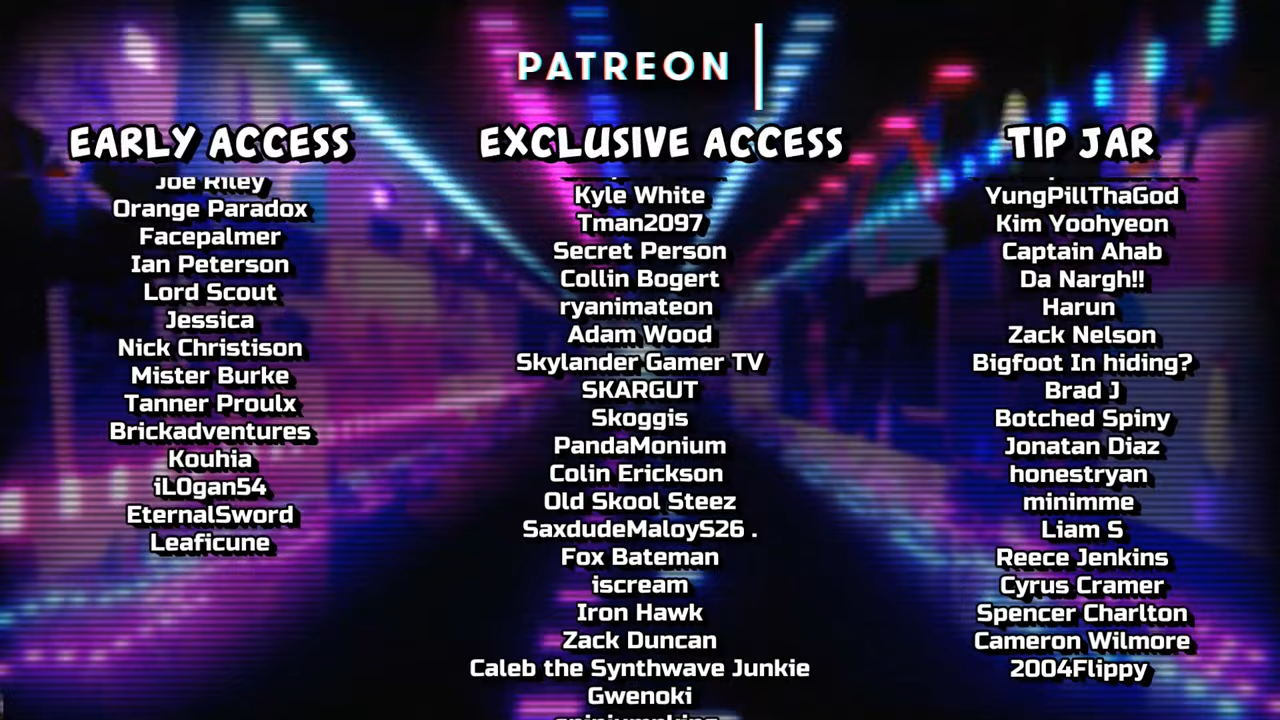 PATREON
EARLY ACCESS
Joe Riley
Orange Paradox
Facepalmer
Ian Peterson
Lord Scout
Jessica
Nick Christison
Mister Burke
Tanner Proulx
Brickadventures
Kouhia
iL0gan54
EternalSword
Leaficune
EXCLUSIVE ACCESS
Kyle White
Tman2097
Secret Person
Collin Bogert
ryanimateon
Adam Wood
Skylander Gamer TV
SKARGUT
Skoggis
PandaMonium
Colin Erickson
Old Skool Steez
SaxdudeMaloyS26 .
Fox Bateman
iscream
Iron Hawk
Zack Duncan
Caleb the Synthwave Junkie
Gwenoki
TIP JAR
YungPillThaGod
Kim Yoohyeon
Captain Ahab
Da Nargh!!
Harun
Zack Nelson
Bigfoot In hiding?
Brad J
Botched Spiny
Jonatan Diaz
honestryan
minimme
Liam S
Reece Jenkins
Cyrus Cramer
Spencer Charlton
Cameron Wilmore
2004Flippy